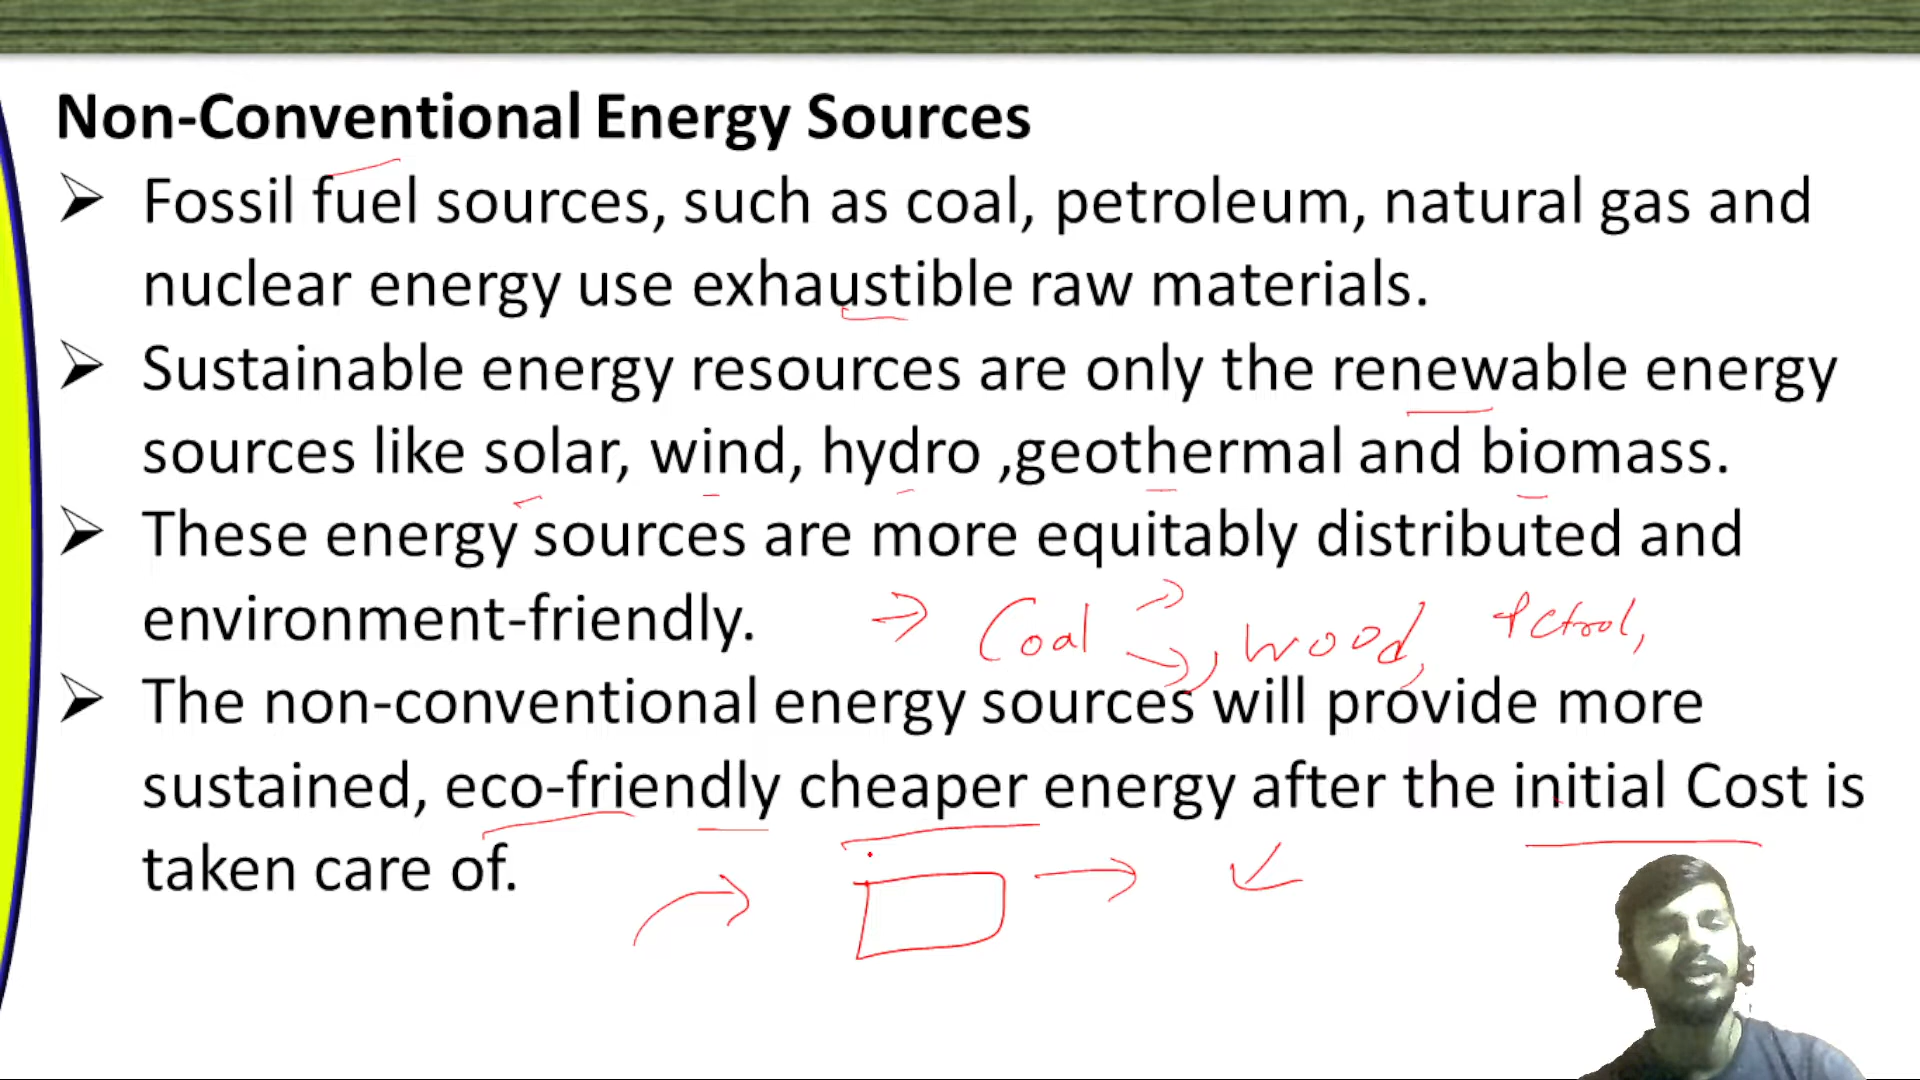 Non-Conventional Energy Sources
Fossil fuel sources, such as coal, petroleum, natural gas and
nuclear energy use exhaustible raw materials.
Sustainable energy resources are only the renewable energy
sources like solar, wind, hydro ,geothermal and biomass.
These energy sources are more equitably distributed and
environment-friendly.
→ Coal → →, wood, Petrol,
The non-conventional energy sources will provide more
sustained, eco-friendly cheaper energy after the initial Cost is
taken care of.